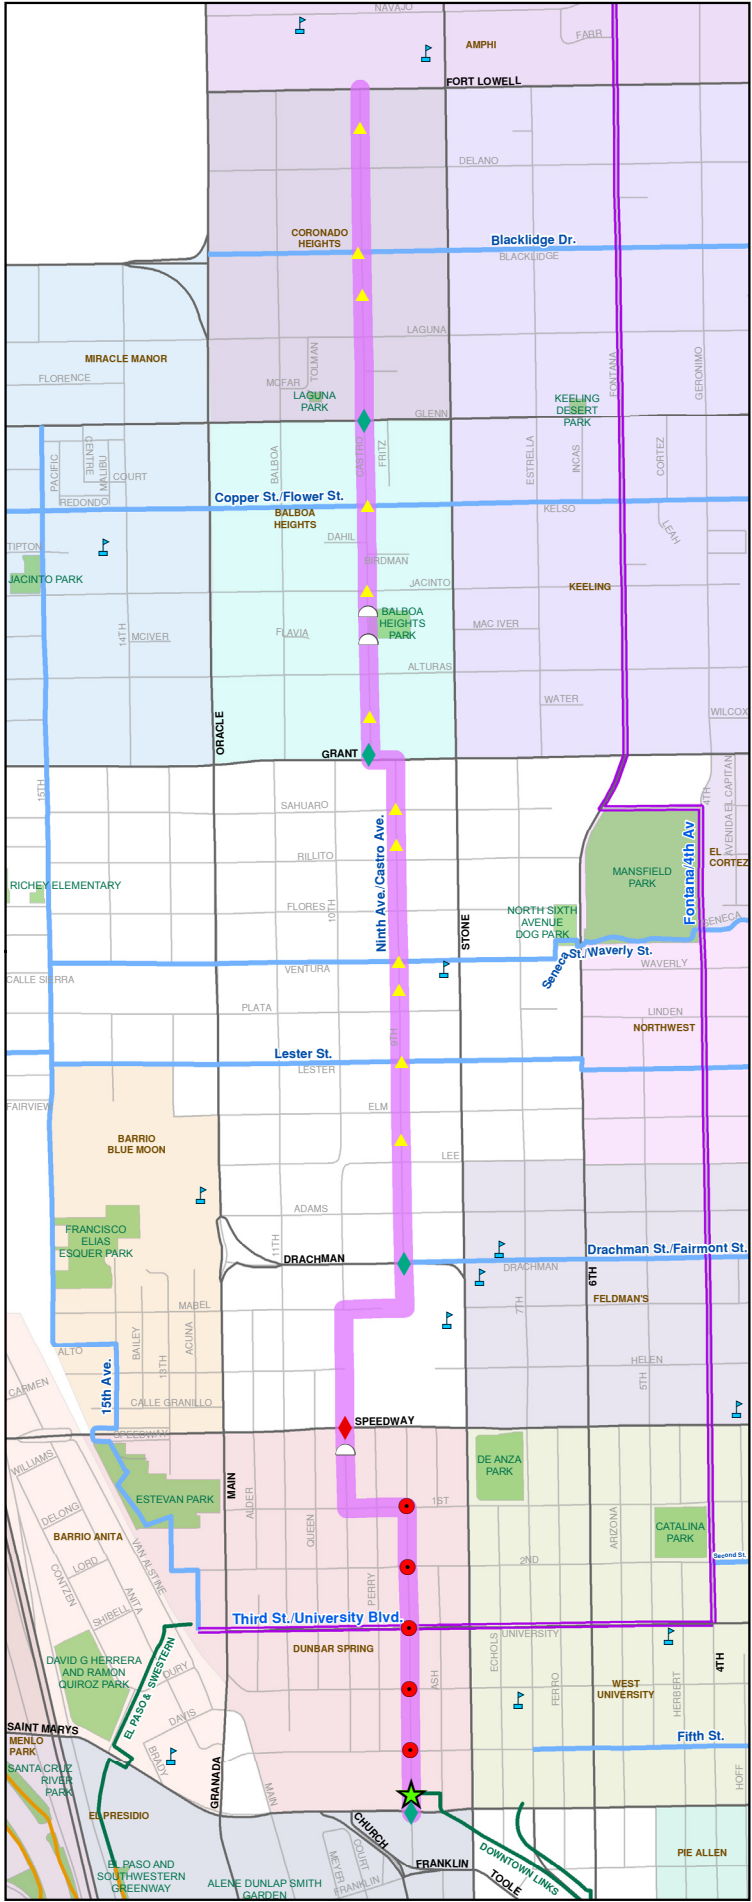 NAVAJO
FARR
AMPHI
FORT LOWELL
DELANO
CORONADO
HEIGHTS
Blacklidge Dr.
BLACKLIDGE
LAGUNA
TOLMAN
MIRACLE MANOR
FLORENCE
MCFAR
LAGUNA
PARK
FONTANA
GERONIMO
KEELING
DESERT
PARK
GLENN
PACIFIC
CENTRE
MALIBU
COURT
REDONDO
BALBOA
CASTRO
FRITZ
ESTRELLA
INCAS
CORTEZ
Copper St./Flower St.
BALBOA
HEIGHTS
KELSO
LEAH
TIPTON
DAHIL
BIRDMAN
JACINTO PARK
JACINTO
KEELING
14TH
MCIVER
FLAVIA
BALBOA
HEIGHTS
PARK
MAC IVER
ALTURAS
WATER
WILCOX
ORACLE
GRANT
15TH
SAHUARO
4TH
AVENIDA EL CAPITAN
RILLITO
Ninth Ave./Castro Ave.
Fontana/4th Av
EL
CORTEZ
MANSFIELD
PARK
RICHEY ELEMENTARY
FLORES
10TH
STONE
NORTH SIXTH
AVENUE
DOG PARK
SENECA
Seneca St./Waverly St.
CALLE SIERRA
VENTURA
WAVERLY
PLATA
LINDEN
NORTHWEST
9TH
Lester St.
LESTER
FAIRVIEW
ELM
BARRIO
BLUE MOON
LEE
ADAMS
FRANCISCO
ELIAS
ESQUER PARK
11TH
DRACHMAN
Drachman St./Fairmont St.
DRACHMAN
6TH
MABEL
7TH
FELDMAN'S
ALTO
BAILEY
13TH
ACUNA
HELEN
5TH
15th Ave.
CARMEN
CALLE GRANILLO
SPEEDWAY
SPEEDWAY
WILLIAMS
DE ANZA
PARK
MAIN
ESTEVAN PARK
ALDER
1ST
DELONG
QUEEN
ARIZONA
CATALINA
PARK
BARRIO ANITA
VAN ALSTINE
LORD
CONTZEN
ANITA
2ND
Second St.
PERRY
SHIBELL
Third St./University Blvd.
UNIVERSITY
ECHOLS
DUNBAR SPRING
DAVID G HERRERA
AND RAMON
QUIROZ PARK
EL PASO & SWESTERN
OURY
ASH
FERRO
WEST
UNIVERSITY
HERBERT
4TH
DAVIS
SAINT MARYS
MENLO
PARK
BRADY
Fifth St.
SANTA CRUZ
RIVER
PARK
GRANADA
MAIN
HOFF
EL PRESIDIO
CHURCH
MEYER
COURT
EL PASO AND
SOUTHWESTERN
GREENWAY
ALENE DUNLAP SMITH
GARDEN
FRANKLIN
FRANKLIN
TOOLE
DOWNTOWN LINKS
PIE ALLEN